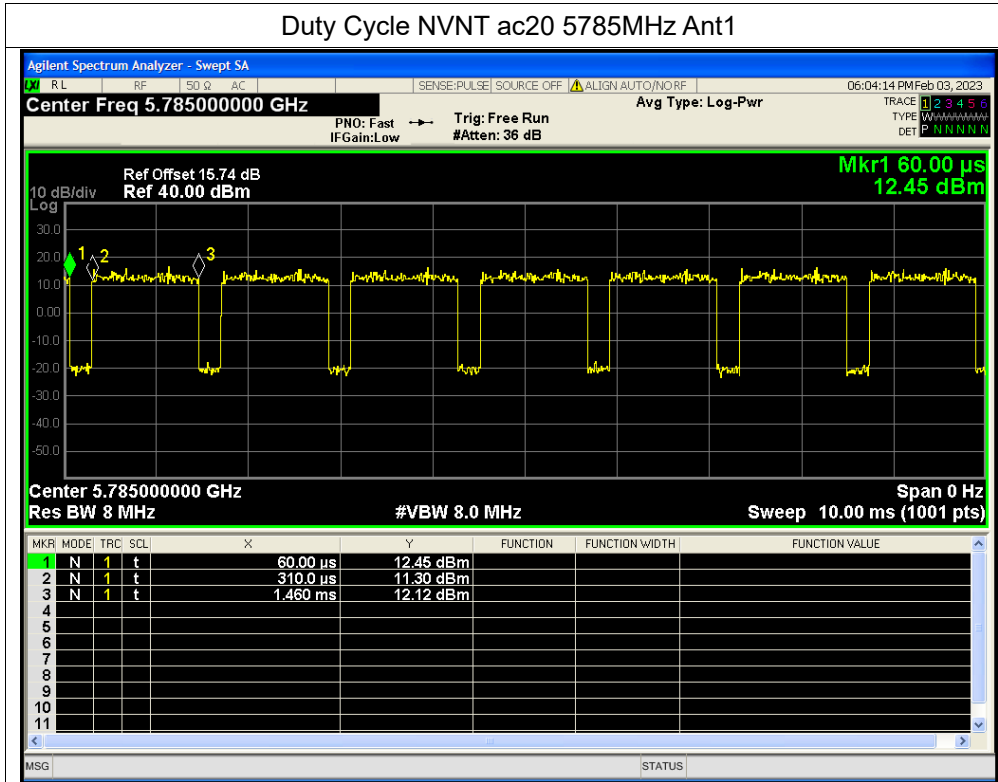 Duty Cycle NVNT ac20 5785MHz Ant1
Agilent Spectrum Analyzer - Swept SA
LXI RL RF 50 Ω AC SENSE:PULSE SOURCE OFF ALIGN AUTO/NO RF 06:04:14 PM Feb 03, 2023
Center Freq 5.785000000 GHz Avg Type: Log-Pwr TRACE 1 2 3 4 5 6
PNO: Fast Trig: Free Run TYPE WWWWWW
IFGain:Low #Atten: 36 dB DET P N N N N N
Mkr1 60.00 µs
12.45 dBm
Ref Offset 15.74 dB
10 dB/div Ref 40.00 dBm
Log
30.0
20.0
10.0
0.00
-10.0
-20.0
-30.0
-40.0
-50.0
1 2 3
Center 5.785000000 GHz Span 0 Hz
Res BW 8 MHz #VBW 8.0 MHz Sweep 10.00 ms (1001 pts)
MKR MODE TRC SCL X Y FUNCTION FUNCTION WIDTH FUNCTION VALUE
1 N 1 t 60.00 µs 12.45 dBm
2 N 1 t 310.0 µs 11.30 dBm
3 N 1 t 1.460 ms 12.12 dBm
4
5
6
7
8
9
10
11
MSG STATUS